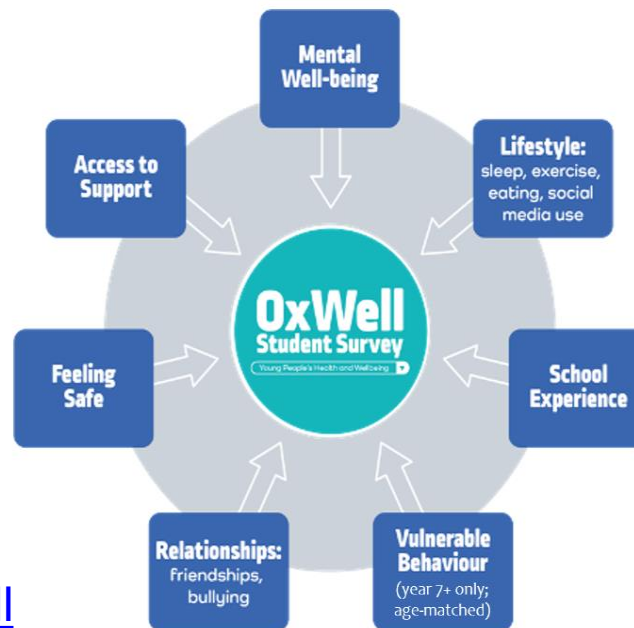 Mental
Well-being
Access to
Support
Lifestyle:
sleep, exercise,
eating, social
media use
OxWell
Student Survey
Young People's Health and Wellbeing
Feeling
Safe
School
Experience
Relationships:
friendships,
bullying
Vulnerable
Behaviour
(year 7+ only;
age-matched)